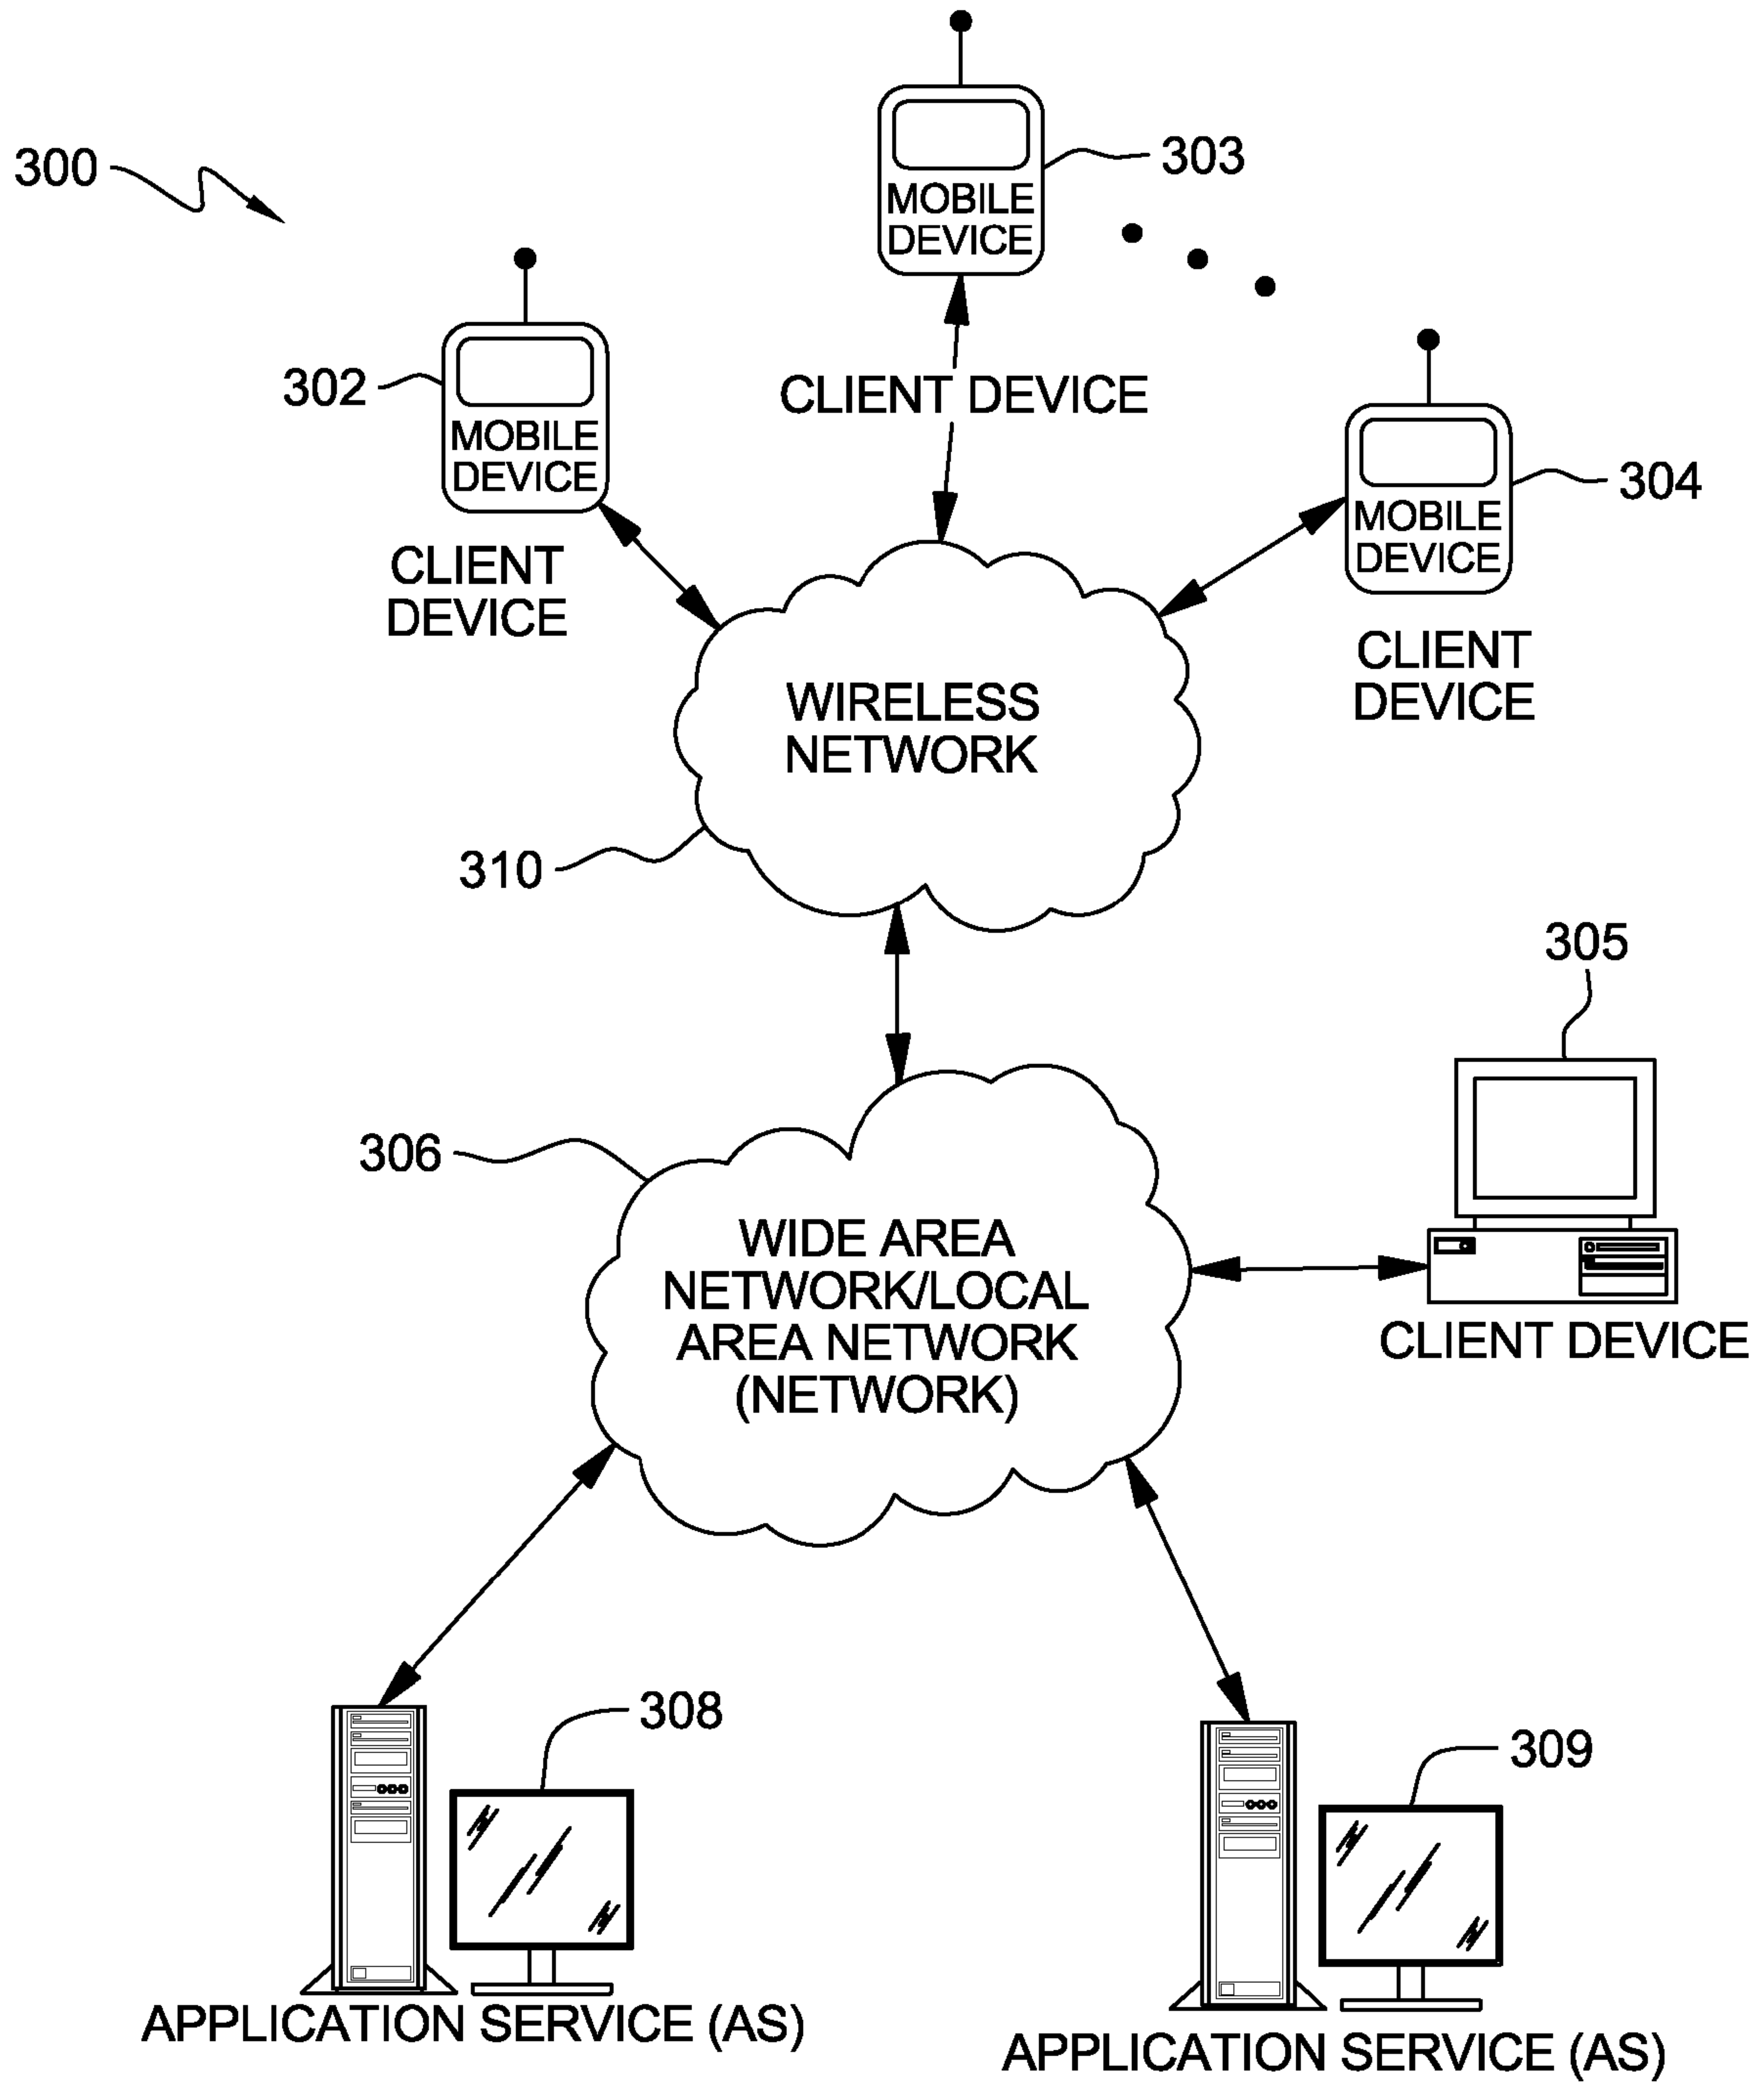 303
300
MOBILE
DEVICE
302
MOBILE
DEVICE
CLIENT DEVICE
304
MOBILE
DEVICE
CLIENT
DEVICE
CLIENT
DEVICE
WIRELESS
NETWORK
310
305
306
WIDE AREA
NETWORK/LOCAL
AREA NETWORK
(NETWORK)
CLIENT DEVICE
308
309
APPLICATION SERVICE (AS)
APPLICATION SERVICE (AS)